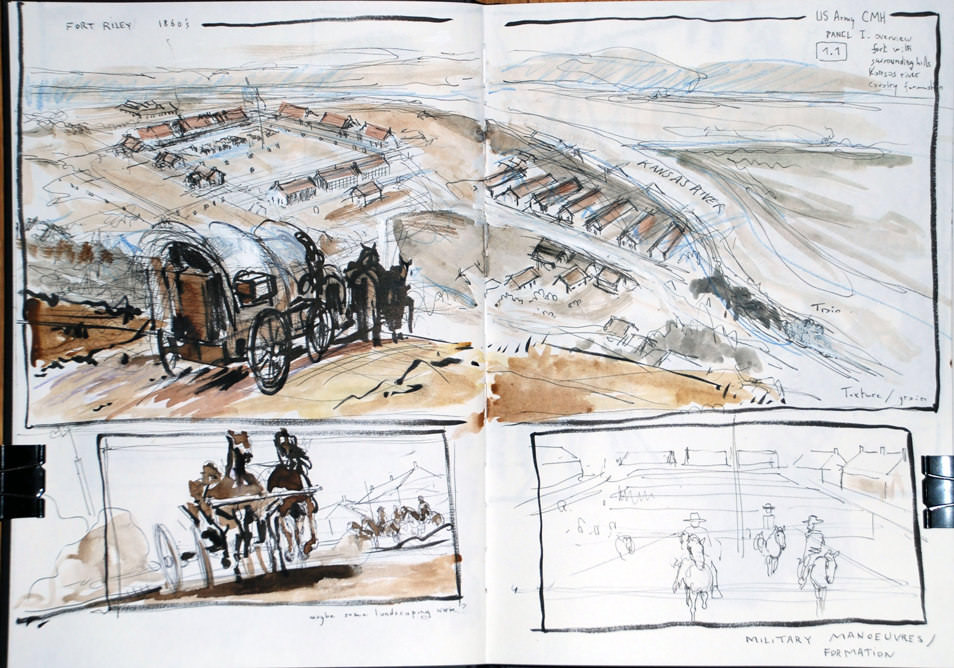 FORT RILEY 1860's
US Army CMH
PANEL I. overview
1.1
fort with
surrounding hills
Kansas river
cavalry formation
KANSAS RIVER
Train
Texture / grain
maybe some landscaping work ?
MILITARY MANOEUVRES /
FORMATION